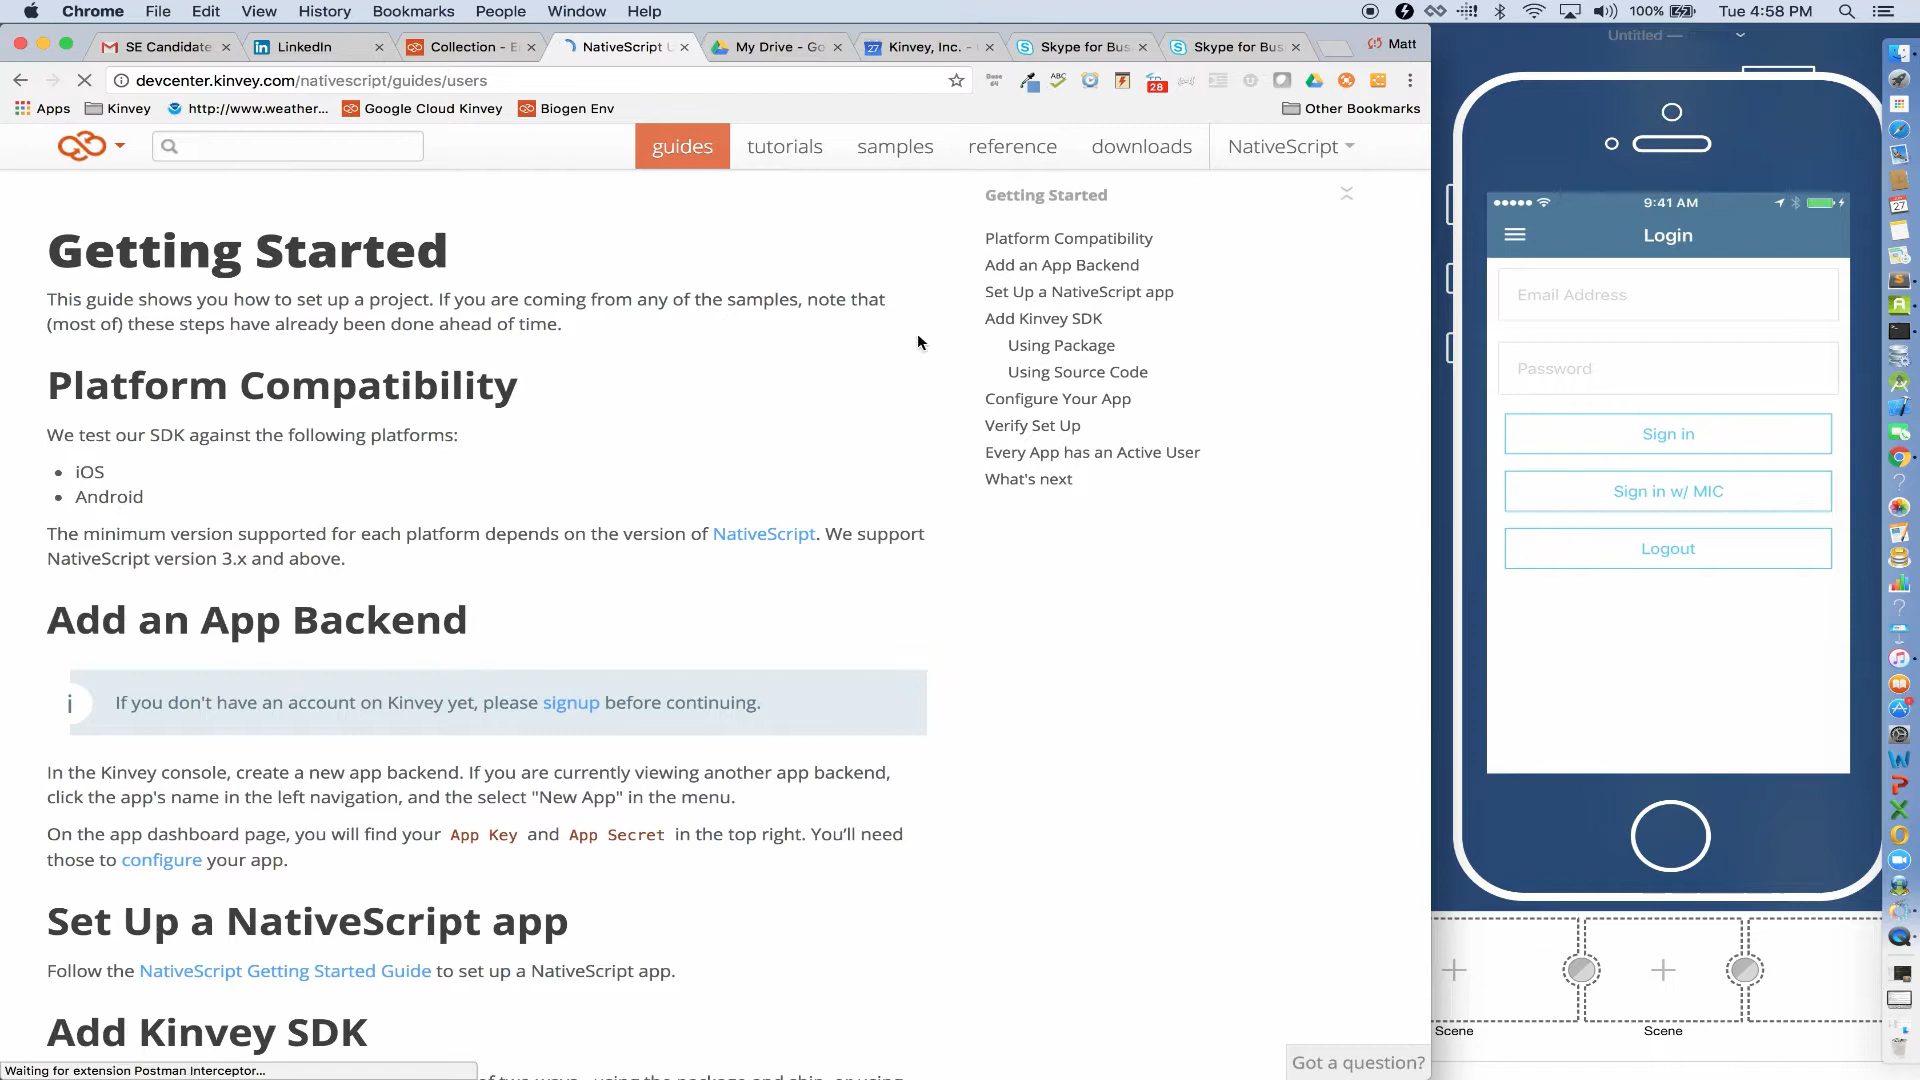 Chrome File Edit View History Bookmarks People Window Help 100% Tue 4:58 PM
SE Candidate LinkedIn Collection - E NativeScript U My Drive - Go Kinvey, Inc. - Skype for Bus Skype for Bus Matt
Untitled —
devcenter.kinvey.com/nativescript/guides/users
Apps Kinvey http://www.weather... Google Cloud Kinvey Biogen Env Other Bookmarks
guides tutorials samples reference downloads NativeScript
Getting Started
This guide shows you how to set up a project. If you are coming from any of the samples, note that
(most of) these steps have already been done ahead of time.
Platform Compatibility
We test our SDK against the following platforms:
iOS
Android
The minimum version supported for each platform depends on the version of NativeScript. We support
NativeScript version 3.x and above.
Add an App Backend
i If you don't have an account on Kinvey yet, please signup before continuing.
In the Kinvey console, create a new app backend. If you are currently viewing another app backend,
click the app's name in the left navigation, and the select "New App" in the menu.
On the app dashboard page, you will find your App Key and App Secret in the top right. You’ll need
those to configure your app.
Set Up a NativeScript app
Follow the NativeScript Getting Started Guide to set up a NativeScript app.
Add Kinvey SDK
Waiting for extension Postman Interceptor...
Getting Started
Platform Compatibility
Add an App Backend
Set Up a NativeScript app
Add Kinvey SDK
Using Package
Using Source Code
Configure Your App
Verify Set Up
Every App has an Active User
What's next
Got a question?
9:41 AM
Login
Email Address
Password
Sign in
Sign in w/ MIC
Logout
Scene Scene